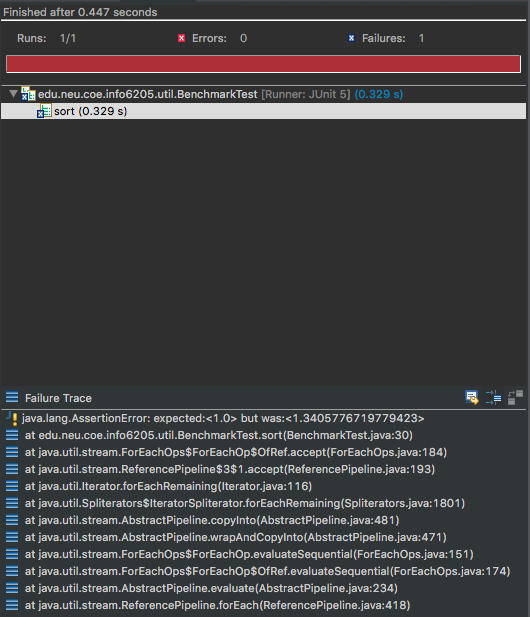 Finished after 0.447 seconds
Runs: 1/1 Errors: 0 Failures: 1
edu.neu.coe.info6205.util.BenchmarkTest [Runner: JUnit 5] (0.329 s)
sort (0.329 s)
Failure Trace
java.lang.AssertionError: expected:<1.0> but was:<1.3405776719779423>
at edu.neu.coe.info6205.util.BenchmarkTest.sort(BenchmarkTest.java:30)
at java.util.stream.ForEachOps$ForEachOp$OfRef.accept(ForEachOps.java:184)
at java.util.stream.ReferencePipeline$3$1.accept(ReferencePipeline.java:193)
at java.util.Iterator.forEachRemaining(Iterator.java:116)
at java.util.Spliterators$IteratorSpliterator.forEachRemaining(Spliterators.java:1801)
at java.util.stream.AbstractPipeline.copyInto(AbstractPipeline.java:481)
at java.util.stream.AbstractPipeline.wrapAndCopyInto(AbstractPipeline.java:471)
at java.util.stream.ForEachOps$ForEachOp.evaluateSequential(ForEachOps.java:151)
at java.util.stream.ForEachOps$ForEachOp$OfRef.evaluateSequential(ForEachOps.java:174)
at java.util.stream.AbstractPipeline.evaluate(AbstractPipeline.java:234)
at java.util.stream.ReferencePipeline.forEach(ReferencePipeline.java:418)